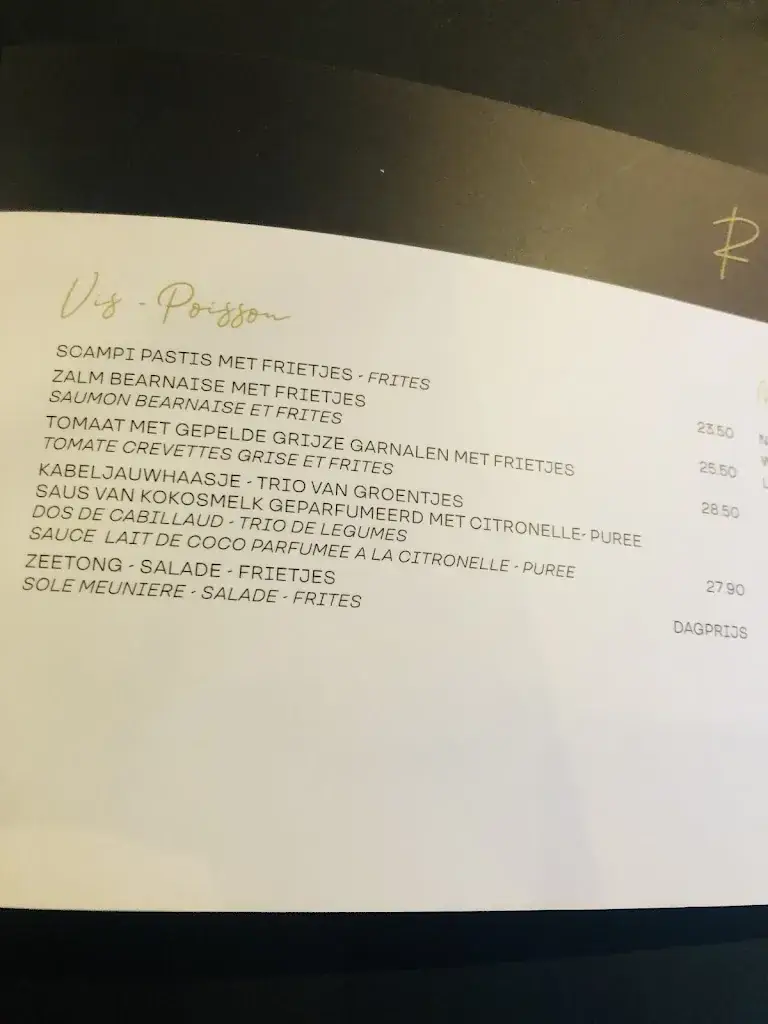 R
Vis - Poisson
SCAMPI PASTIS MET FRIETJES - FRITES 23.50
ZALM BEARNAISE MET FRIETJES
SAUMON BEARNAISE ET FRITES 25.50
TOMAAT MET GEPELDE GRIJZE GARNALEN MET FRIETJES
TOMATE CREVETTES GRISE ET FRITES 28.50
KABELJAUWHAASJE - TRIO VAN GROENTJES
SAUS VAN KOKOSMELK GEPARFUMEERD MET CITRONELLE- PUREE
DOS DE CABILLAUD - TRIO DE LEGUMES
SAUCE LAIT DE COCO PARFUMEE A LA CITRONELLE - PUREE 27.90
ZEETONG - SALADE - FRIETJES
SOLE MEUNIERE - SALADE - FRITES DAGPRIJS